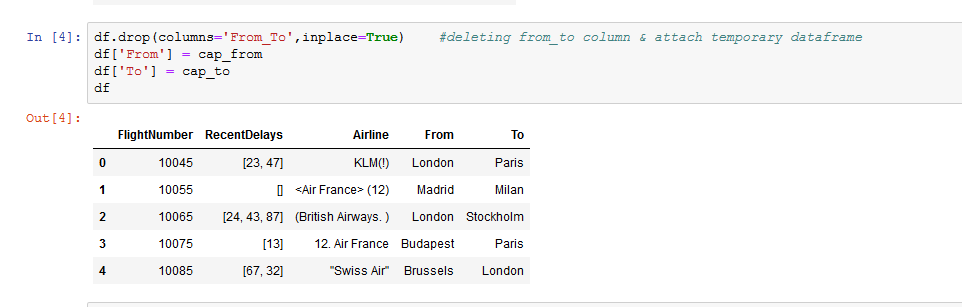 In [4]: df.drop(columns='From_To',inplace=True)    #deleting from_to column & attach temporary dataframe
df['From'] = cap_from
df['To'] = cap_to
df
Out[4]:
FlightNumber RecentDelays Airline From To
0 10045 [23, 47] KLM(!) London Paris
1 10055 [] <Air France> (12) Madrid Milan
2 10065 [24, 43, 87] (British Airways. ) London Stockholm
3 10075 [13] 12. Air France Budapest Paris
4 10085 [67, 32] "Swiss Air" Brussels London